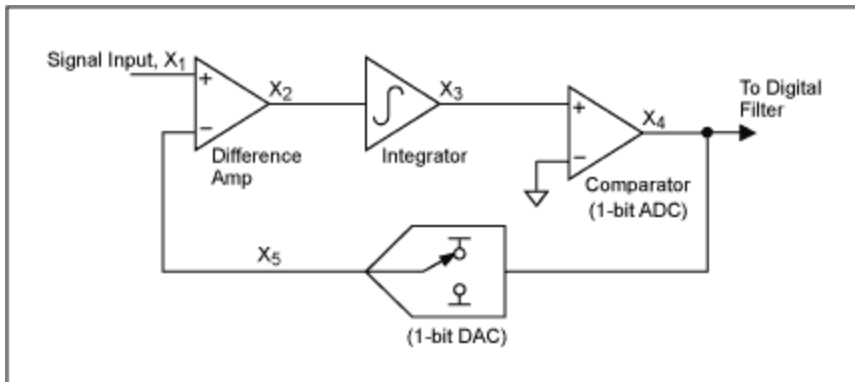 Signal Input, X1
+
−
Difference
Amp
X2
∫
Integrator
X3
+
−
X4
Comparator
(1-bit ADC)
To Digital
Filter
X5
(1-bit DAC)